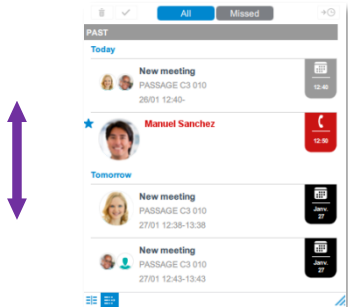 All Missed
PAST
Today
New meeting
PASSAGE C3 010
26/01 12:40-
12:40
Manuel Sanchez
12:50
Tomorrow
New meeting
PASSAGE C3 010
27/01 12:38-13:38
Janv.
27
New meeting
PASSAGE C3 010
27/01 12:43-13:43
Janv.
27